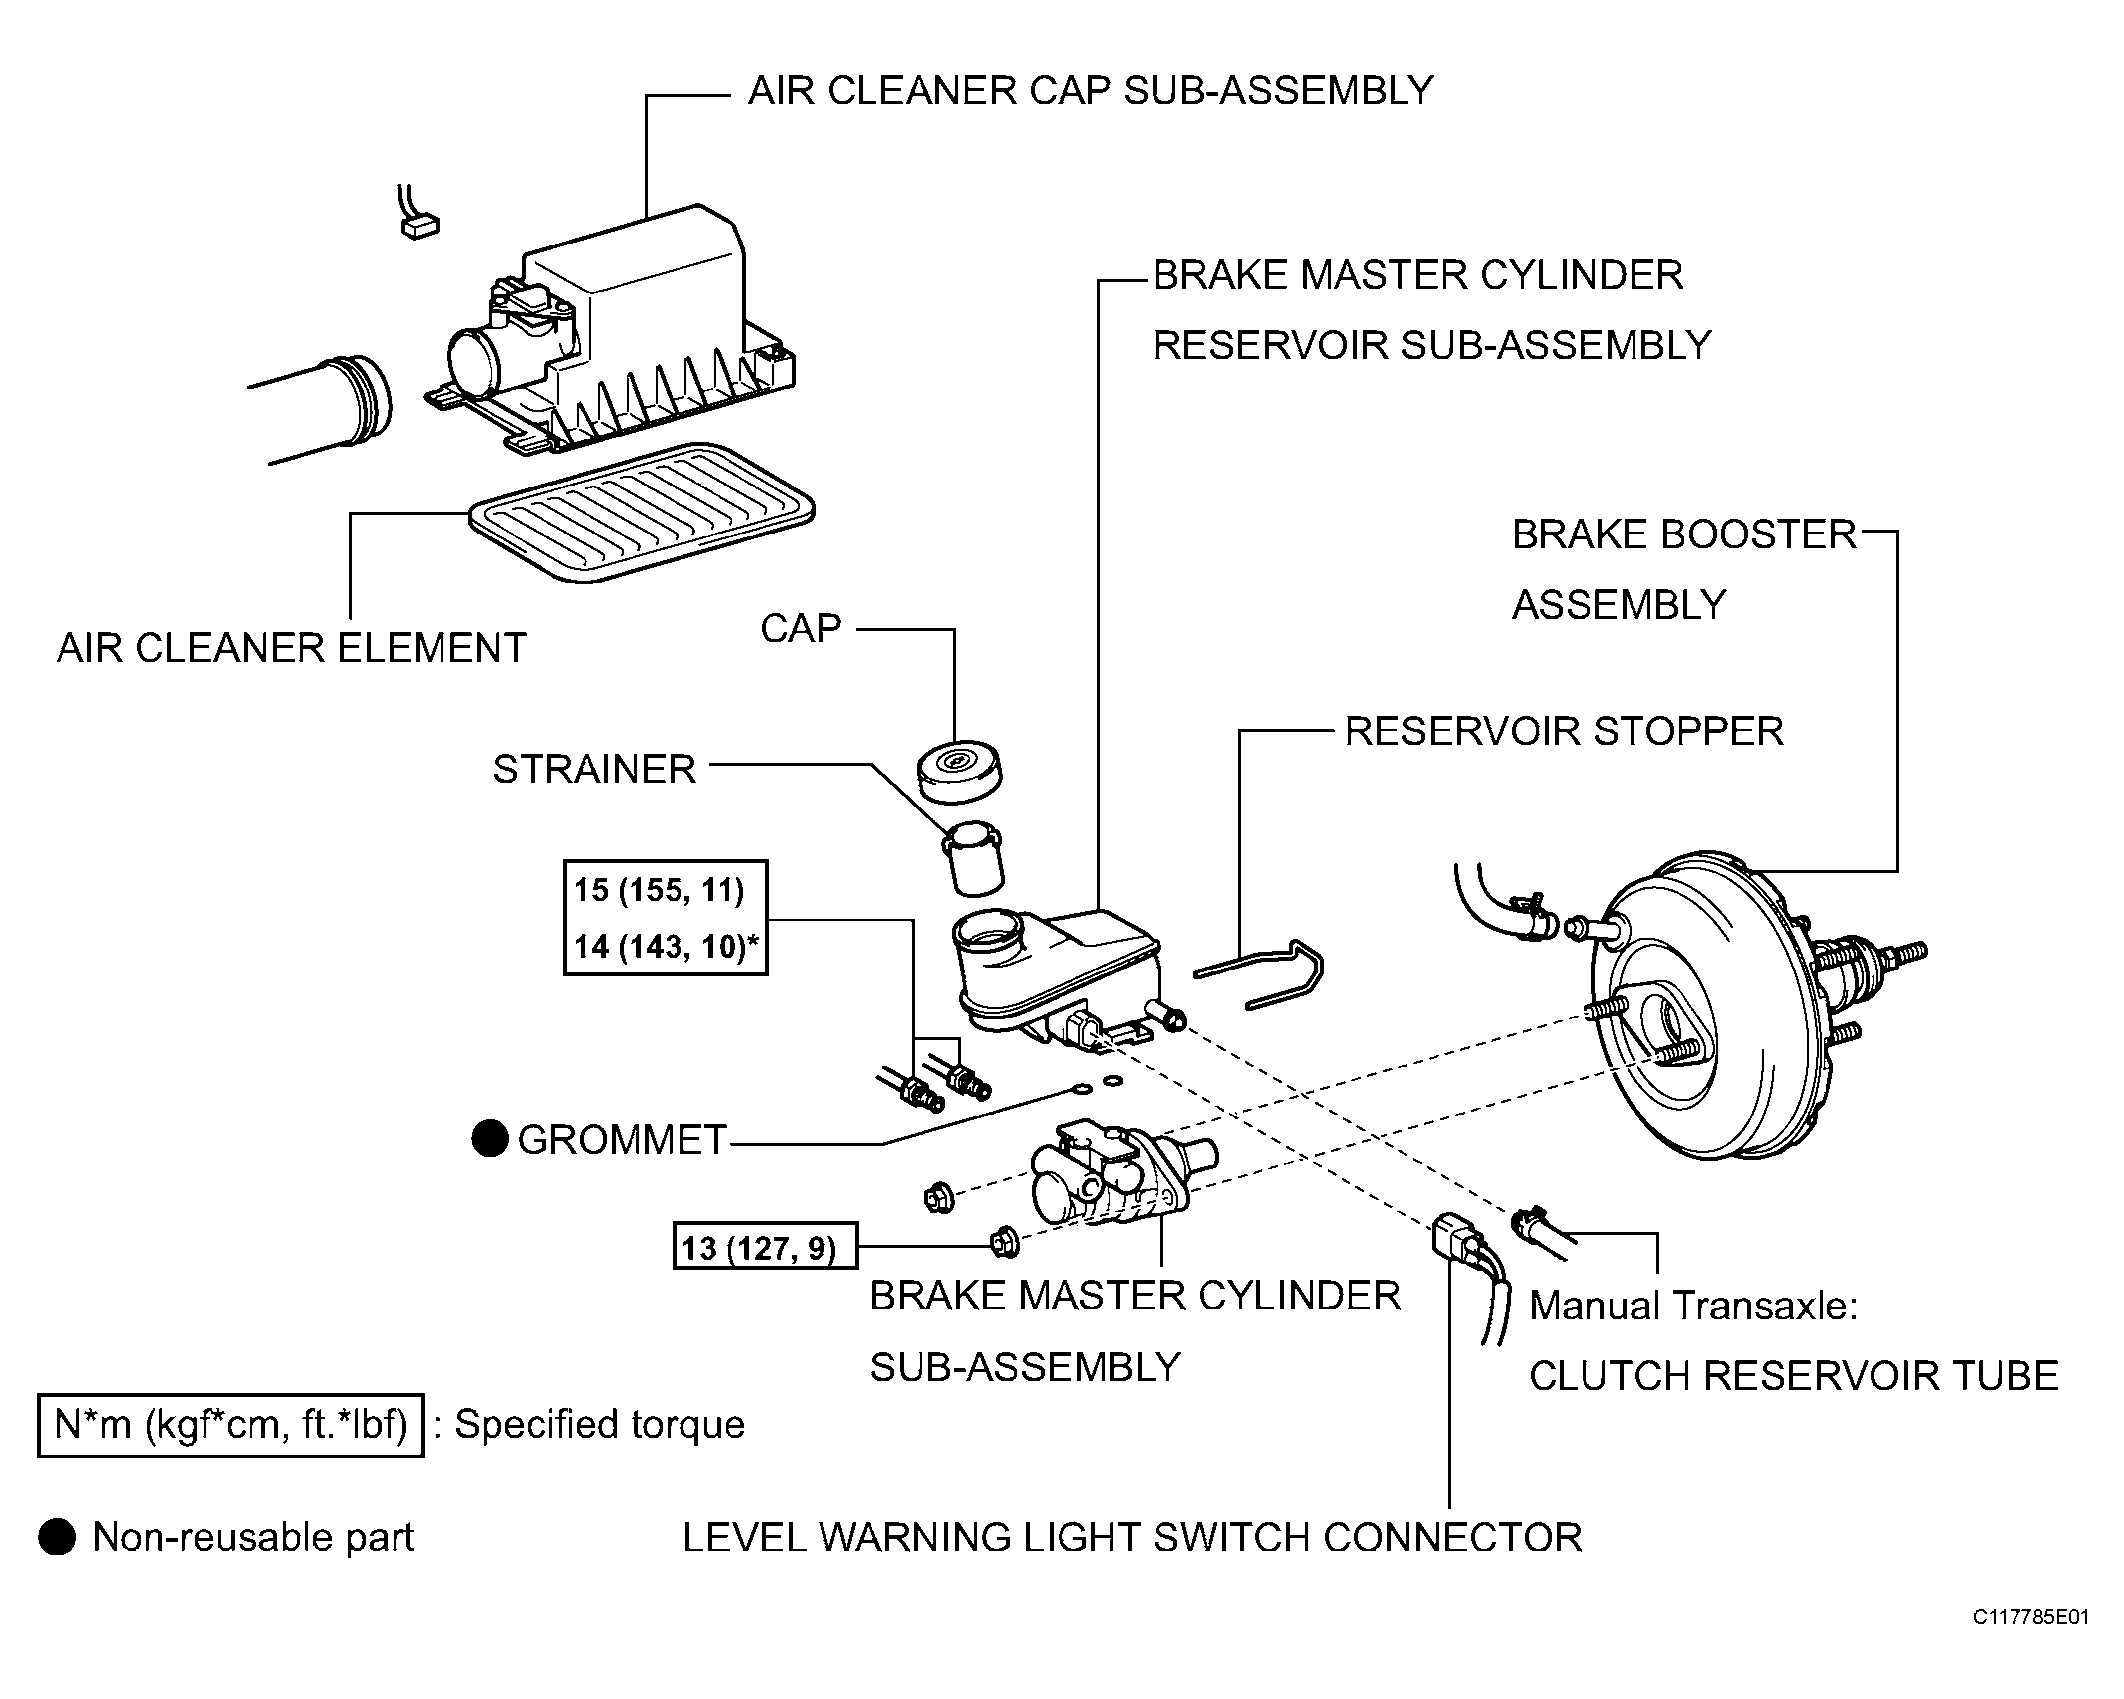 AIR CLEANER CAP SUB-ASSEMBLY
BRAKE MASTER CYLINDER
RESERVOIR SUB-ASSEMBLY
BRAKE BOOSTER
ASSEMBLY
AIR CLEANER ELEMENT
CAP
RESERVOIR STOPPER
STRAINER
15 (155, 11)
14 (143, 10)*
GROMMET
13 (127, 9)
BRAKE MASTER CYLINDER
SUB-ASSEMBLY
Manual Transaxle:
CLUTCH RESERVOIR TUBE
N*m (kgf*cm, ft.*lbf) : Specified torque
Non-reusable part
LEVEL WARNING LIGHT SWITCH CONNECTOR
C117785E01